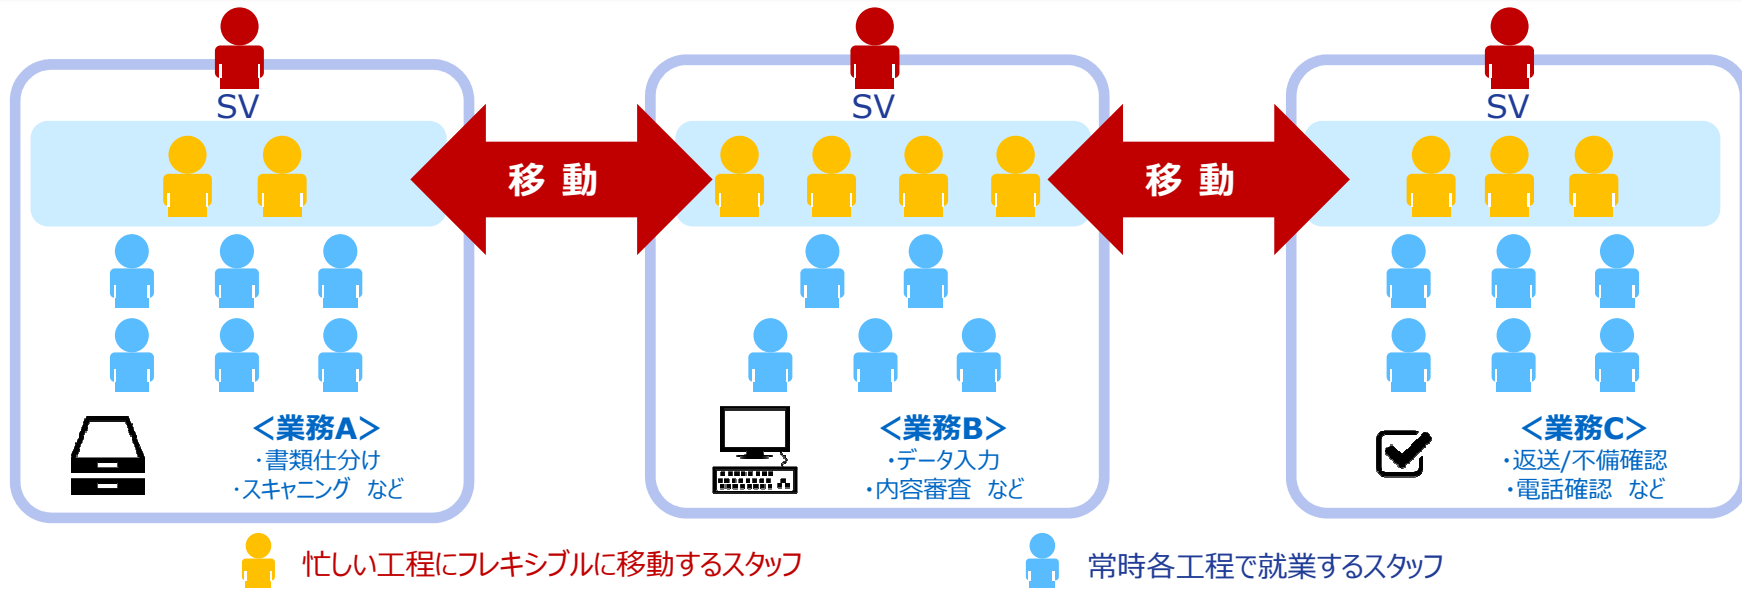 SV
SV
SV
移 動
移 動
<業務A>
・書類仕分け
・スキャニング など
<業務B>
・データ入力
・内容審査 など
<業務C>
・返送/不備確認
・電話確認 など
忙しい工程にフレキシブルに移動するスタッフ
常時各工程で就業するスタッフ